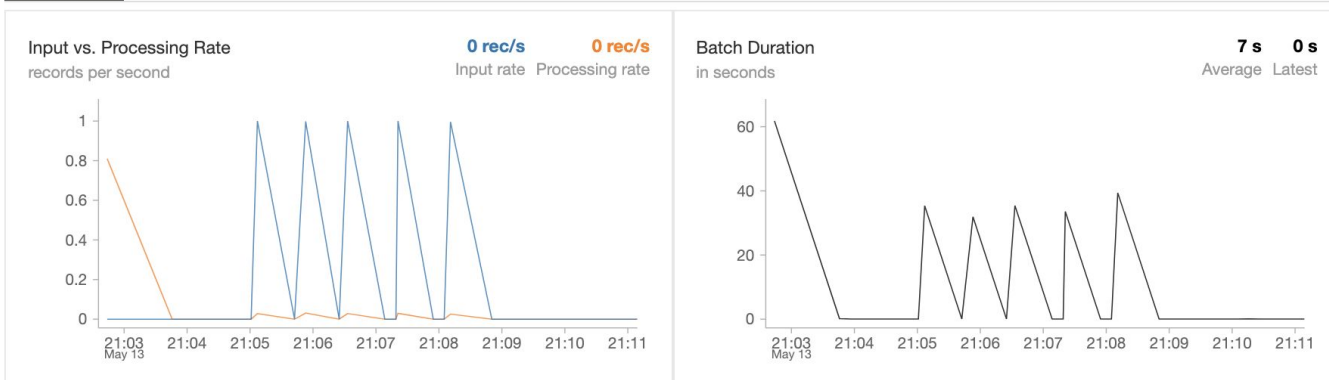 Input vs. Processing Rate
records per second
0 rec/s
Input rate
0 rec/s
Processing rate
1
0.8
0.6
0.4
0.2
0
21:03 21:04 21:05 21:06 21:07 21:08 21:09 21:10 21:11
May 13
Batch Duration
in seconds
7 s
Average
0 s
Latest
60
40
20
0
21:03 21:04 21:05 21:06 21:07 21:08 21:09 21:10 21:11
May 13